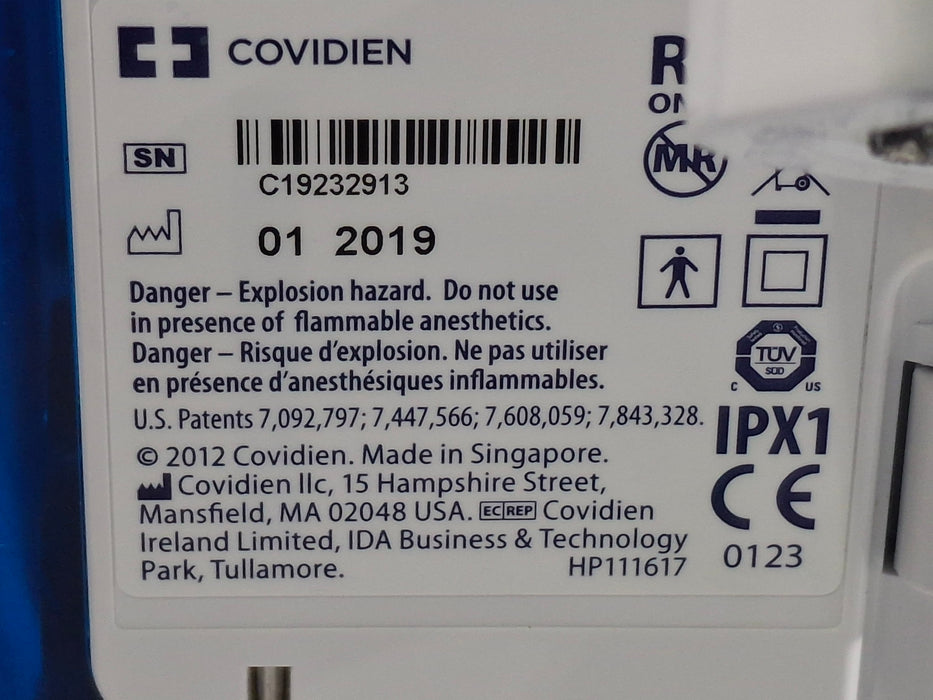 COVIDIEN
SN
C19232913
01 2019
MR
Danger – Explosion hazard. Do not use
in presence of flammable anesthetics.
Danger – Risque d'explosion. Ne pas utiliser
en présence d'anesthésiques inflammables.
U.S. Patents 7,092,797; 7,447,566; 7,608,059; 7,843,328.
© 2012 Covidien. Made in Singapore.
Covidien llc, 15 Hampshire Street,
Mansfield, MA 02048 USA. EC REP Covidien
Ireland Limited, IDA Business & Technology
Park, Tullamore.
HP111617
TÜV
SÜD
C US
IPX1
CE
0123